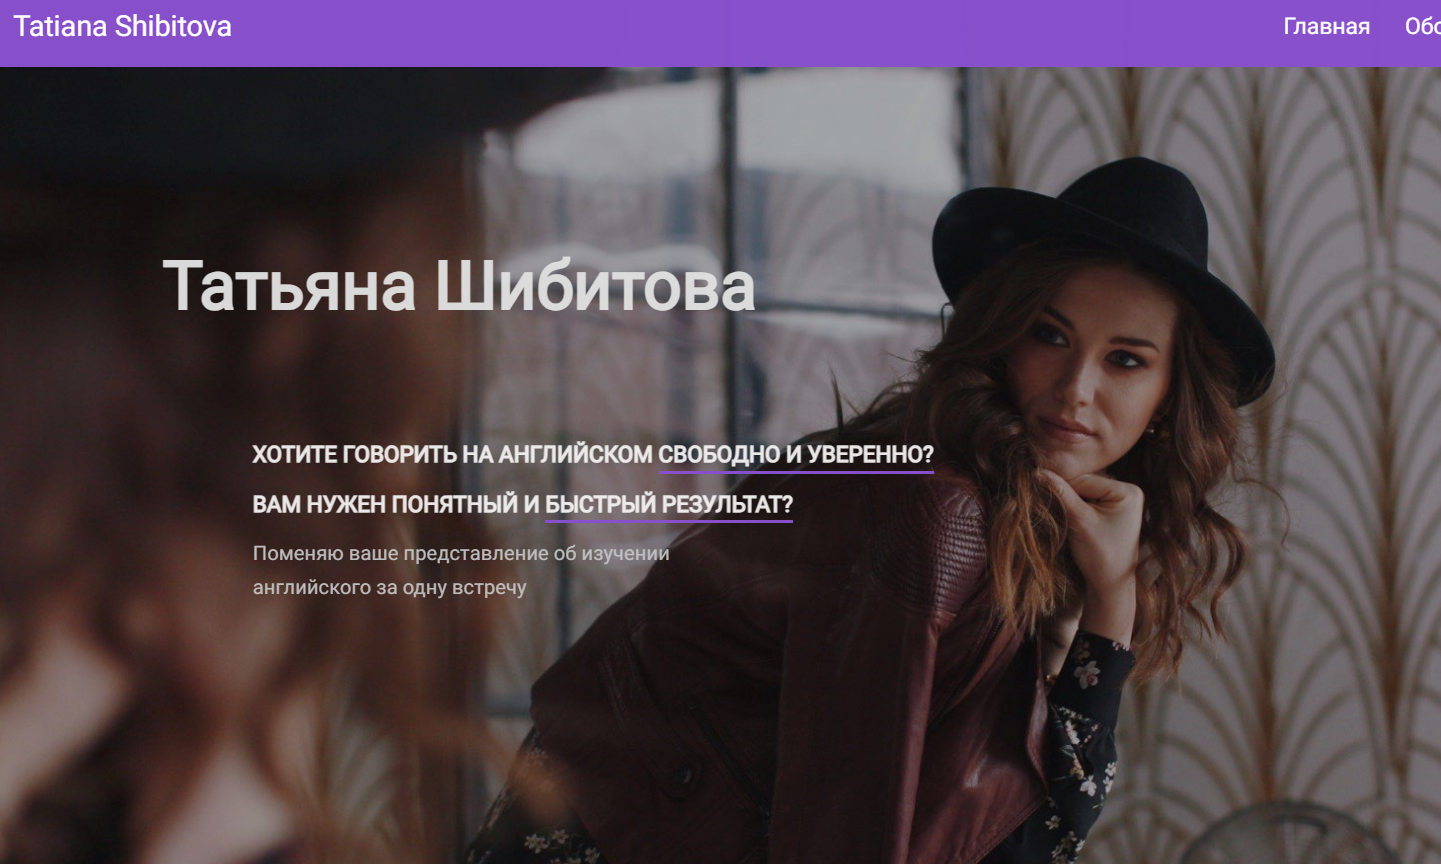 Tatiana Shibitova
Главная
Татьяна Шибитова
ХОТИТЕ ГОВОРИТЬ НА АНГЛИЙСКОМ СВОБОДНО И УВЕРЕННО?
ВАМ НУЖЕН ПОНЯТНЫЙ И БЫСТРЫЙ РЕЗУЛЬТАТ?
Поменяю ваше представление об изучении
английского за одну встречу